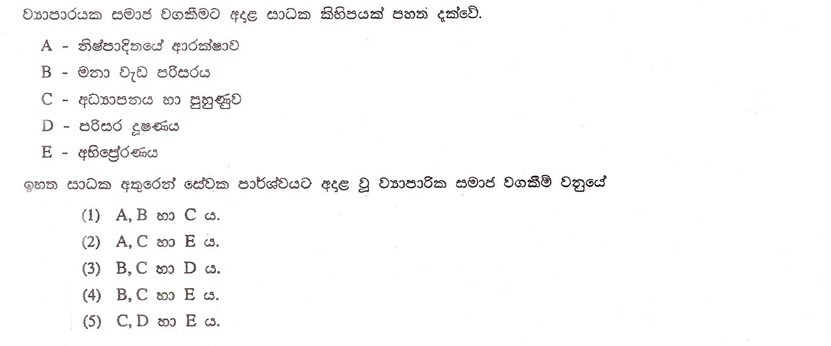 ව්‍යාපාරයක සමාජ වගකීමට අදාළ සාධක කිහිපයක් පහත දක්වේ.
A - නිෂ්පාදිතයේ ආරක්ෂාව
B - මනා වැඩ පරිසරය
C - අධ්‍යාපනය හා පුහුණුව
D - පරිසර දූෂණය
E - අභිප්‍රේරණය
ඉහත සාධක අතුරෙන් සේවක පාර්ශ්වයට අදාළ වූ ව්‍යාපාරික සමාජ වගකීම් වනුයේ
(1) A, B හා C ය.
(2) A, C හා E ය.
(3) B, C හා D ය.
(4) B, C හා E ය.
(5) C, D හා E ය.